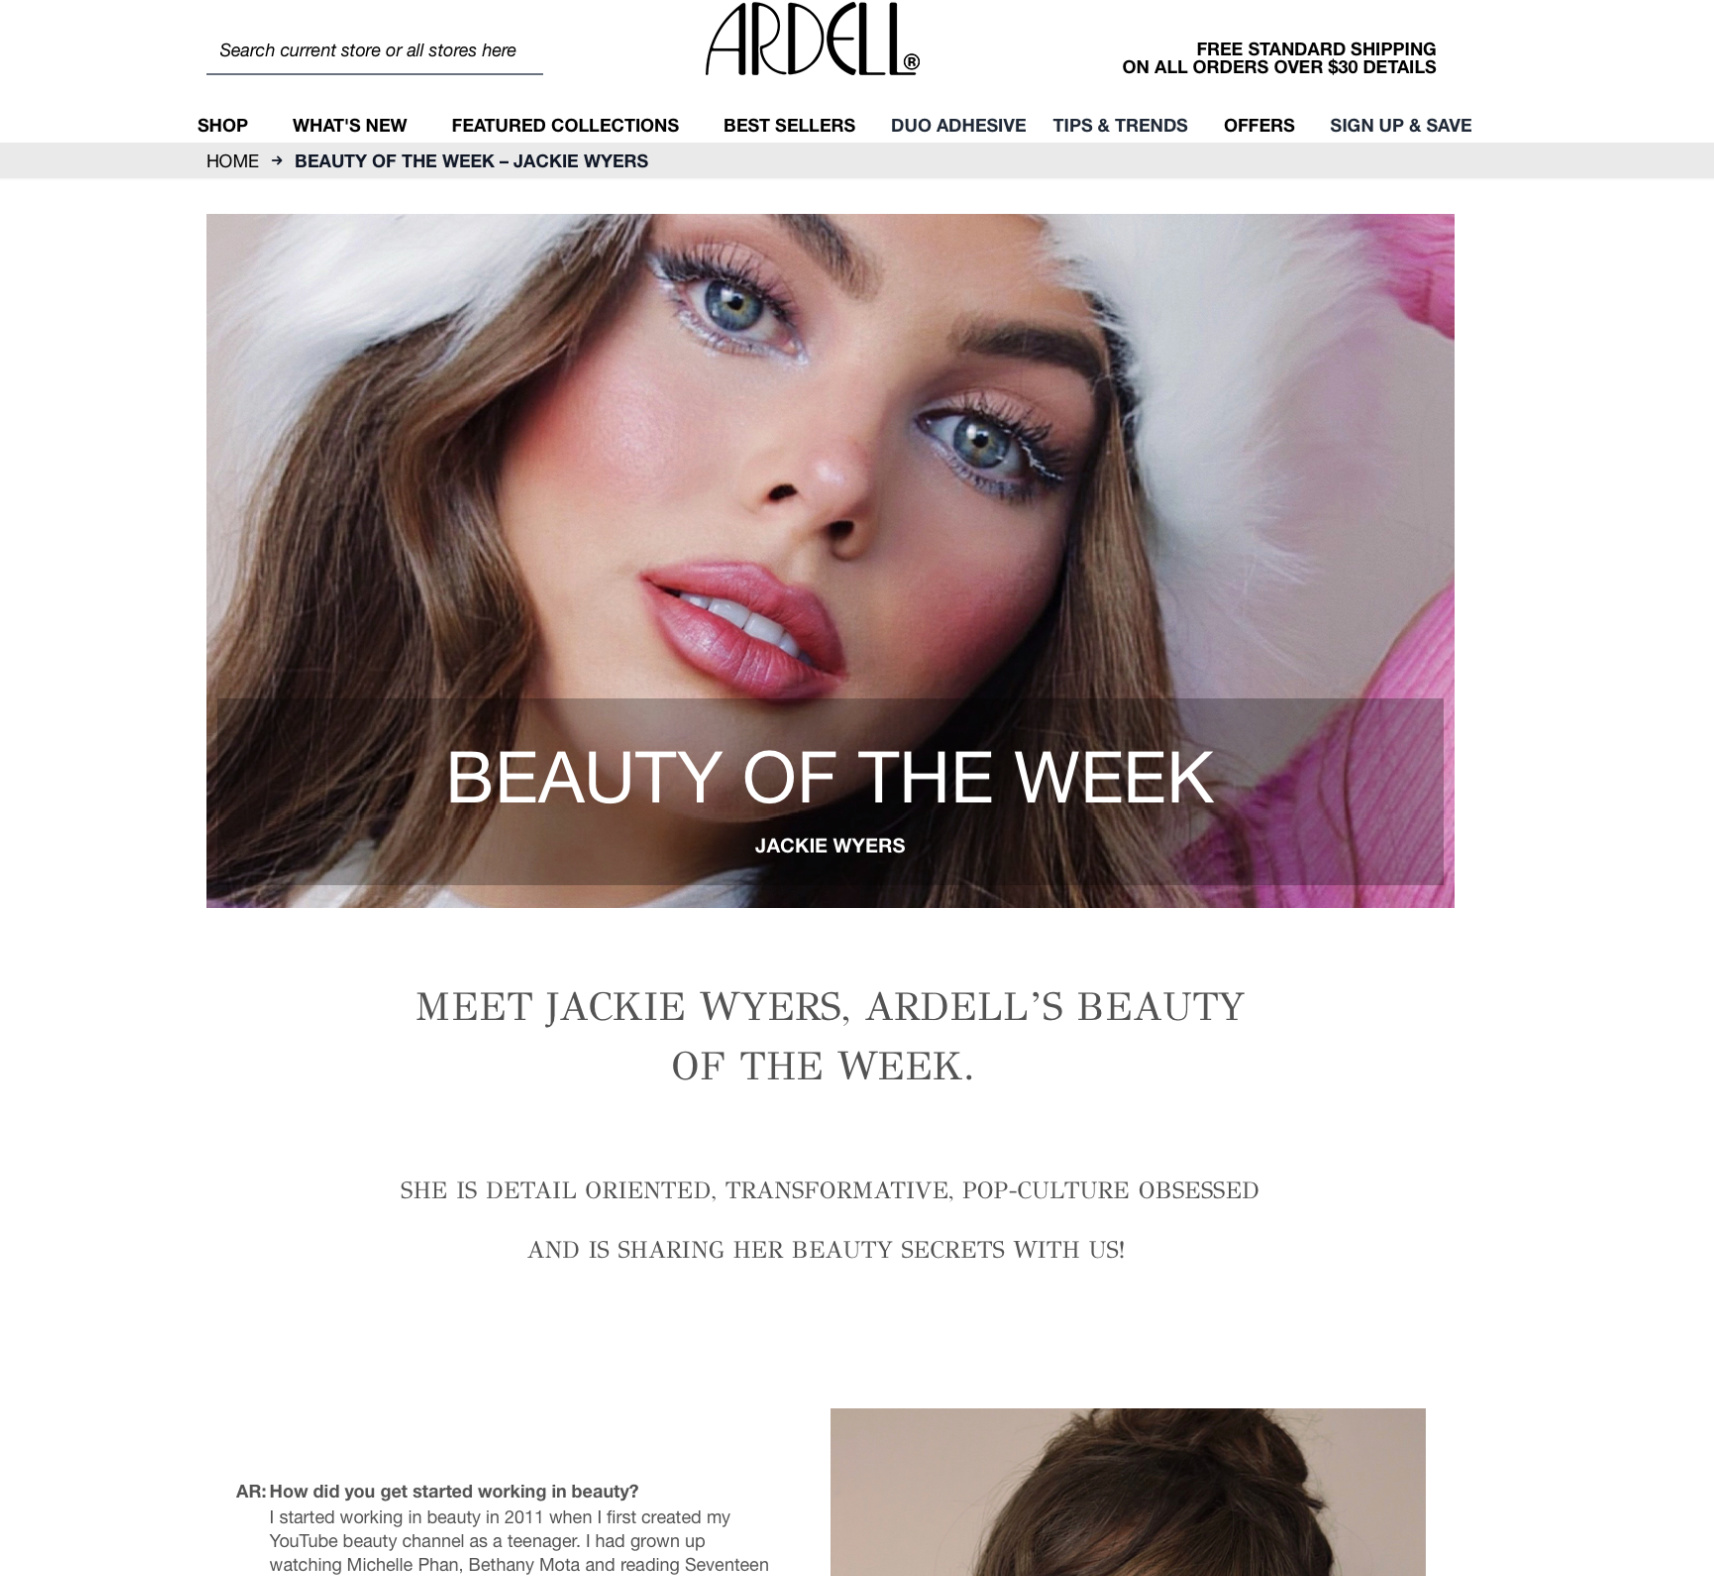 ARDELL®
Search current store or all stores here
FREE STANDARD SHIPPING
ON ALL ORDERS OVER $30 DETAILS
SHOP WHAT'S NEW FEATURED COLLECTIONS BEST SELLERS DUO ADHESIVE TIPS & TRENDS OFFERS SIGN UP & SAVE
HOME → BEAUTY OF THE WEEK – JACKIE WYERS
BEAUTY OF THE WEEK
JACKIE WYERS
MEET JACKIE WYERS, ARDELL’S BEAUTY
OF THE WEEK.
SHE IS DETAIL ORIENTED, TRANSFORMATIVE, POP-CULTURE OBSESSED
AND IS SHARING HER BEAUTY SECRETS WITH US!
AR: How did you get started working in beauty?
I started working in beauty in 2011 when I first created my
YouTube beauty channel as a teenager. I had grown up
watching Michelle Phan, Bethany Mota and reading Seventeen